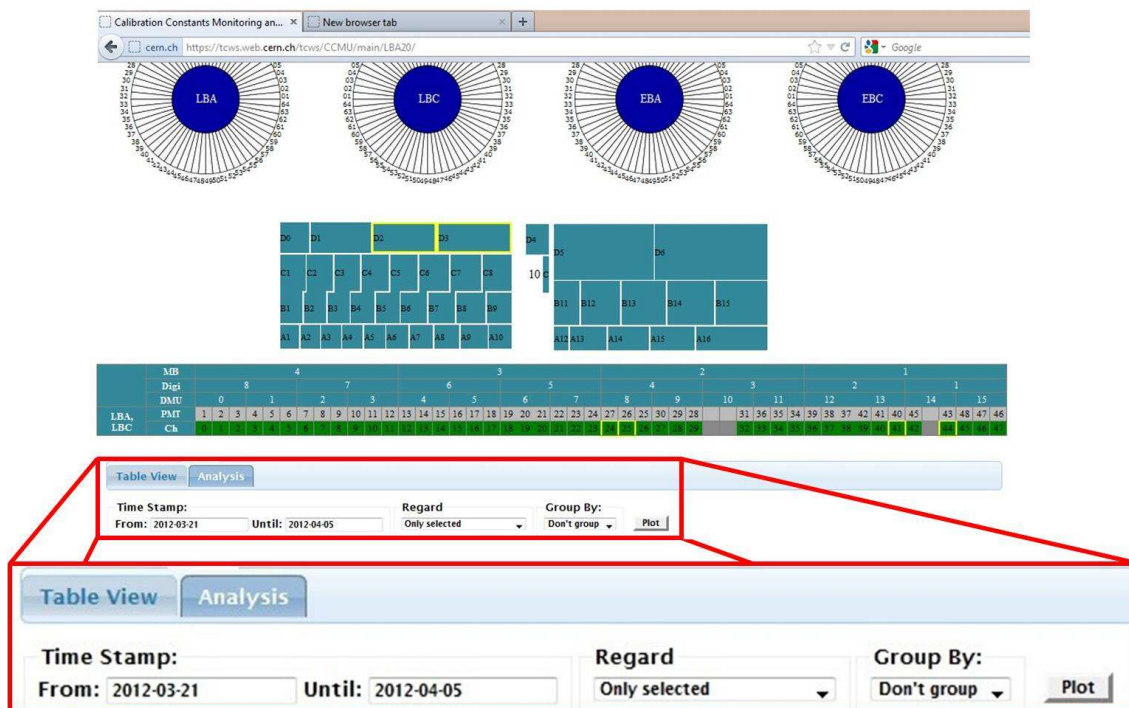 Calibration Constants Monitoring an... × New browser tab × +
cern.ch https://tcws.web.cern.ch/tcws/CCMU/main/LBA20/ Google
LBA LBC EBA EBC
D0 D1 D2 D3 D4 D5 D6
C1 C2 C3 C4 C5 C6 C7 C8 10 C
B1 B2 B3 B4 B5 B6 B7 B8 B9 B11 B12 B13 B14 B15
A1 A2 A3 A4 A5 A6 A7 A8 A9 A10 A12 A13 A14 A15 A16
MB 4 3 2 1
Digi 8 7 6 5 4 3 2 1
DMU 0 1 2 3 4 5 6 7 8 9 10 11 12 13 14 15
LBA, LBC
PMT 1 2 3 4 5 6 7 8 9 10 11 12 13 14 15 16 17 18 19 20 21 22 23 24 27 26 25 30 29 28 31 36 35 34 39 38 37 42 41 40 45 43 48 47 46
Ch 0 1 2 3 4 5 6 7 8 9 10 11 12 13 14 15 16 17 18 19 20 21 22 23 24 25 26 27 28 29 32 33 34 35 36 37 38 39 40 41 42 44 45 46 47
Table View Analysis
Time Stamp: Regard Group By:
From: 2012-03-21 Until: 2012-04-05 Only selected Don't group Plot
Table View Analysis
Time Stamp: Regard Group By:
From: 2012-03-21 Until: 2012-04-05 Only selected Don't group Plot